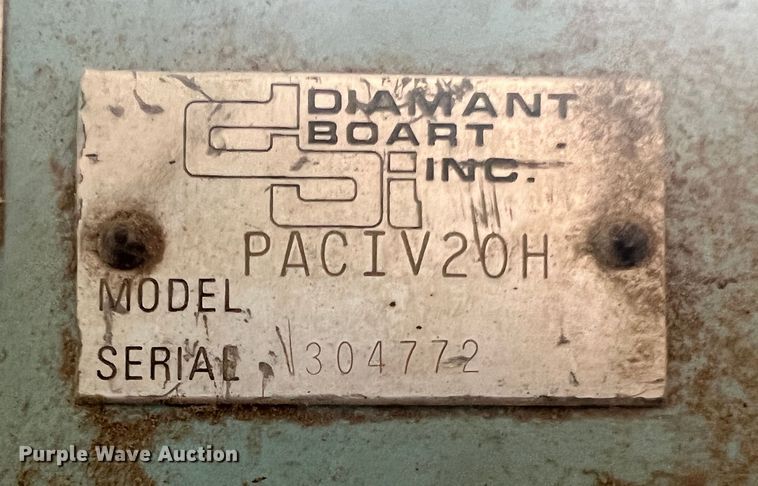 DIAMANT
BOART
INC.
PACIV20H
MODEL
SERIAL 304772
Purple Wave Auction